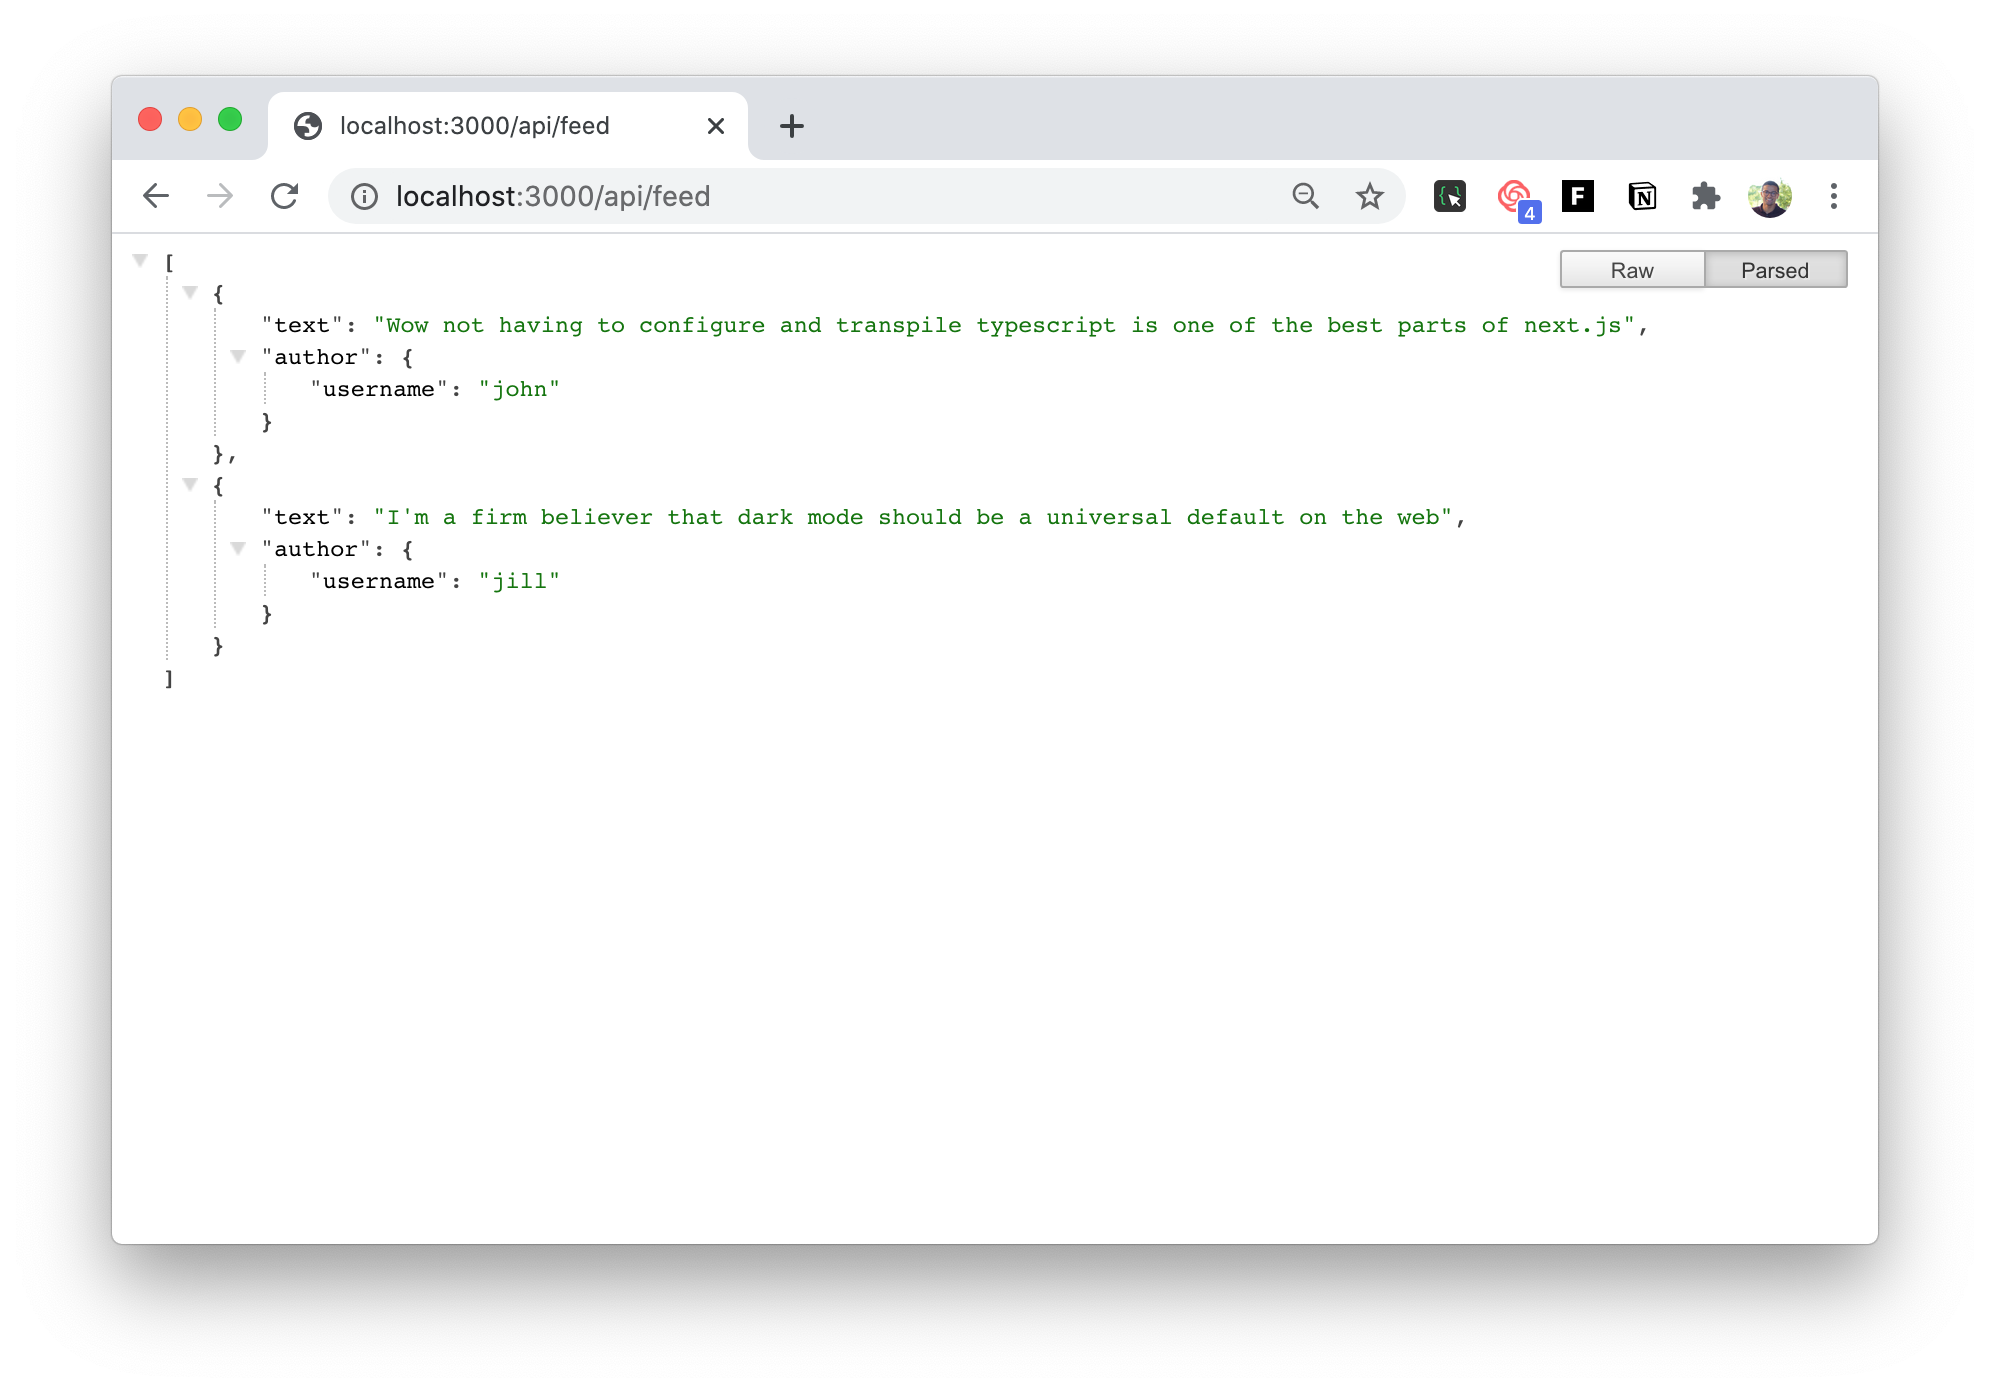 localhost:3000/api/feed
localhost:3000/api/feed
4
F
N
Raw Parsed
[
{
"text": "Wow not having to configure and transpile typescript is one of the best parts of next.js",
"author": {
"username": "john"
}
},
{
"text": "I'm a firm believer that dark mode should be a universal default on the web",
"author": {
"username": "jill"
}
}
]